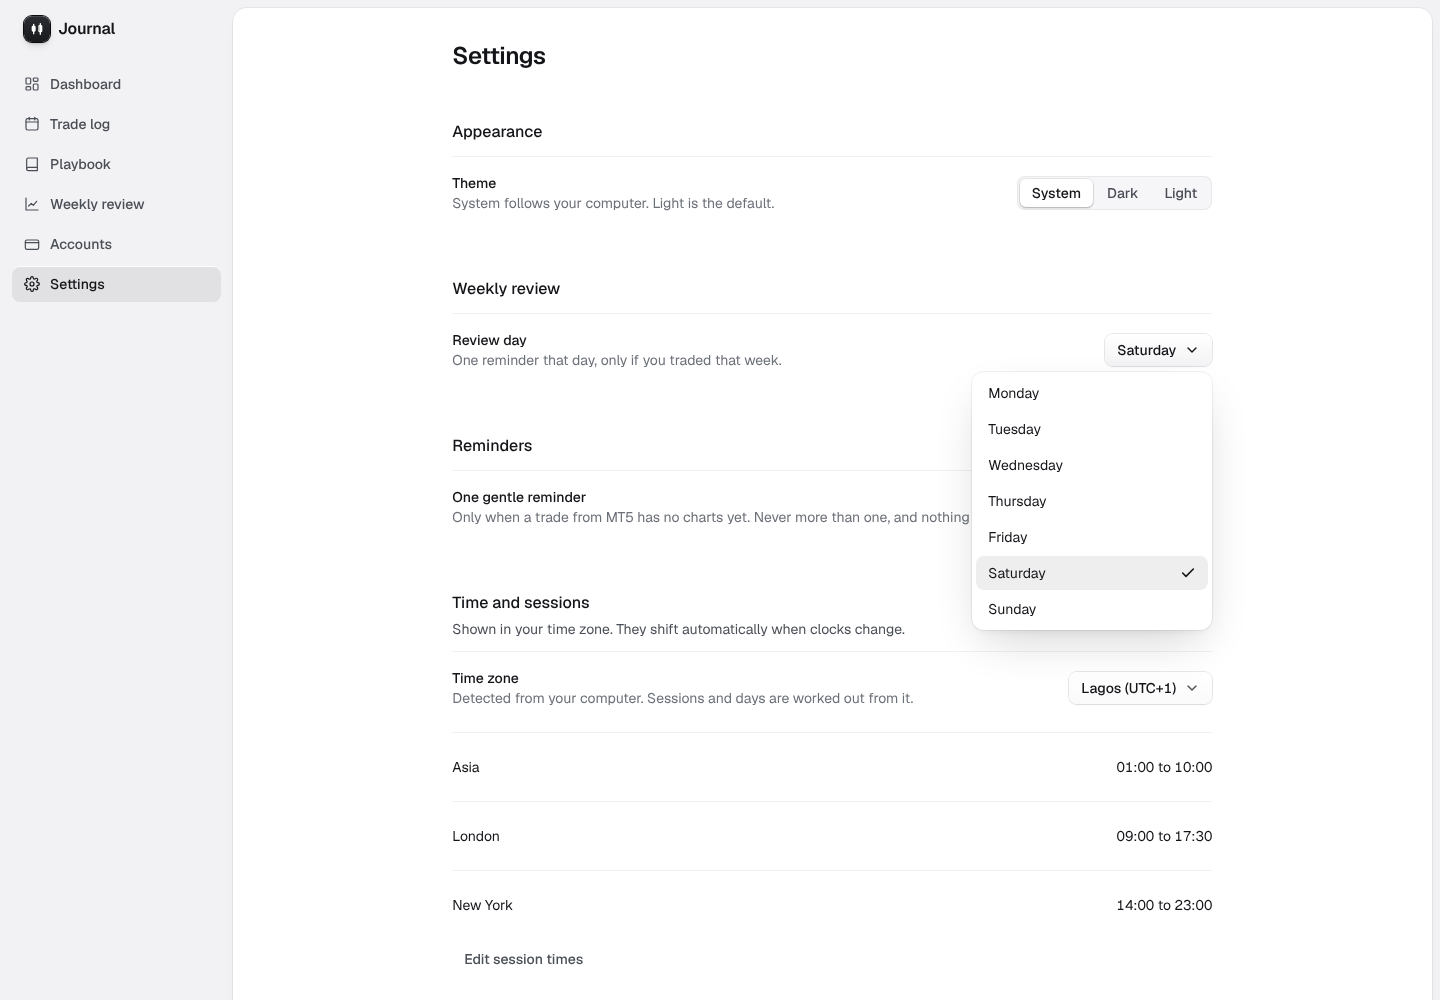 Journal
Dashboard
Trade log
Playbook
Weekly review
Accounts
Settings
Settings
Appearance
Theme
System follows your computer. Light is the default.
System
Dark
Light
Weekly review
Review day
One reminder that day, only if you traded that week.
Saturday
Monday
Tuesday
Wednesday
Thursday
Friday
Saturday
Sunday
Reminders
One gentle reminder
Only when a trade from MT5 has no charts yet. Never more than one, and nothing
Time and sessions
Shown in your time zone. They shift automatically when clocks change.
Time zone
Detected from your computer. Sessions and days are worked out from it.
Lagos (UTC+1)
Asia
01:00 to 10:00
London
09:00 to 17:30
New York
14:00 to 23:00
Edit session times